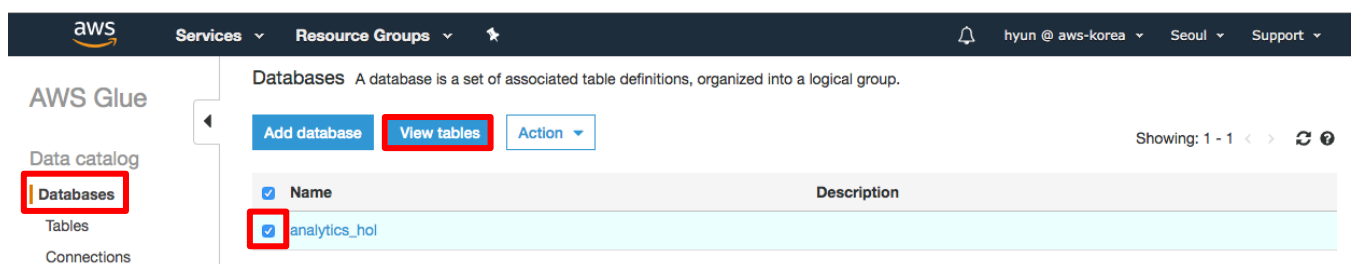 aws Services Resource Groups hyun @ aws-korea Seoul Support
AWS Glue
Data catalog
Databases
Tables
Connections
Databases A database is a set of associated table definitions, organized into a logical group.
Add database View tables Action
Showing: 1 - 1 < >
Name Description
analytics_hol